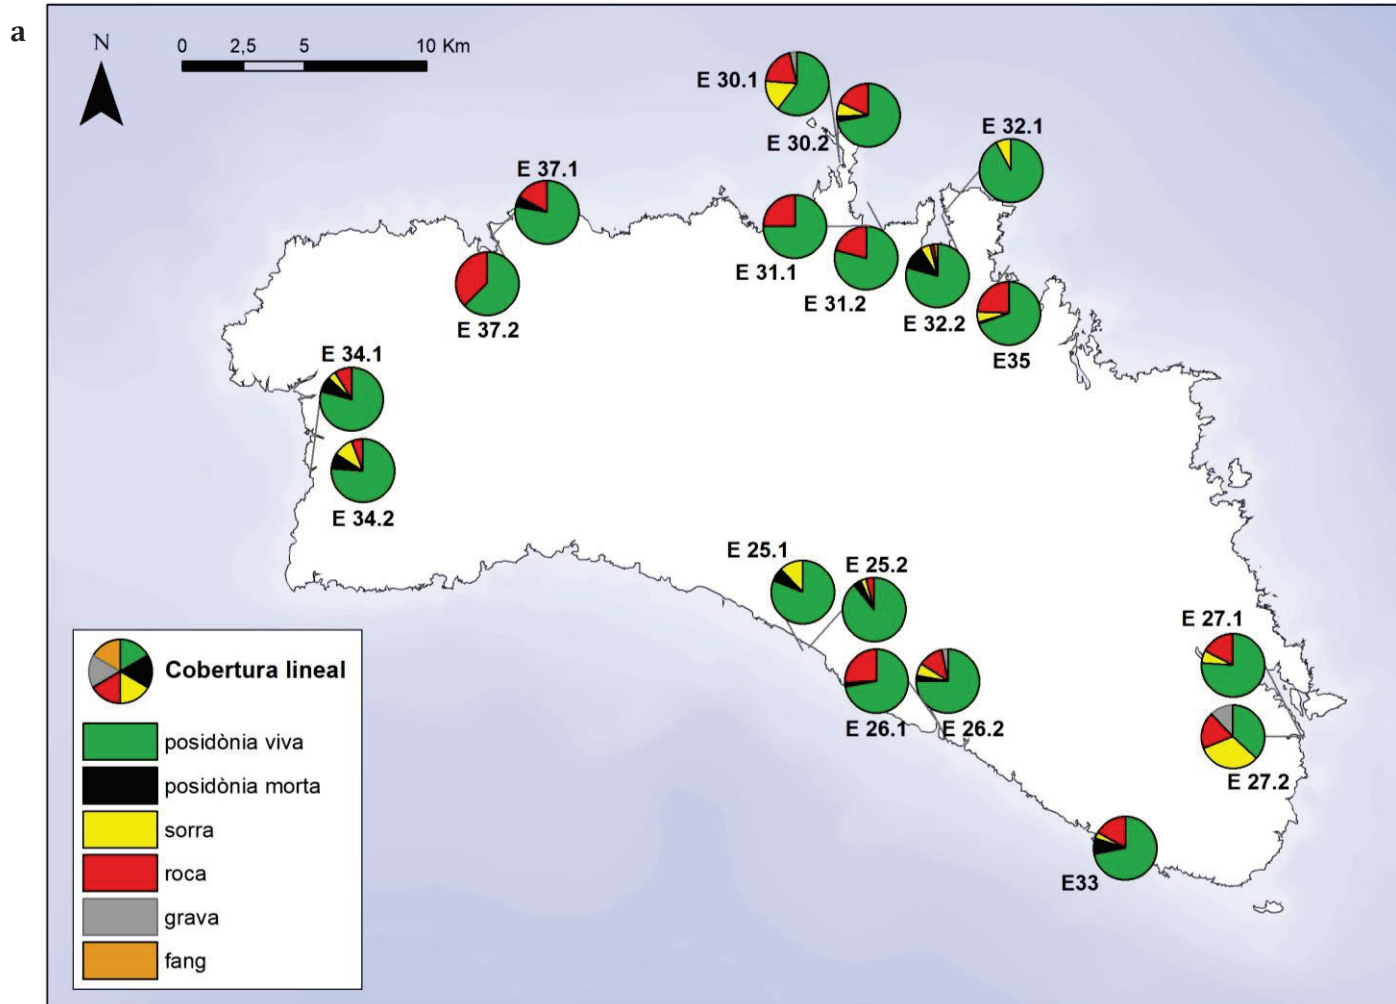 a
N
0 2,5 5 10 Km
E 30.1
E 30.2
E 32.1
E 37.1
E 31.1
E 31.2
E 32.2
E 37.2
E35
E 34.1
E 34.2
E 25.1
E 25.2
E 27.1
E 26.1
E 26.2
E 27.2
E33
Cobertura lineal
posidònia viva
posidònia morta
sorra
roca
grava
fang